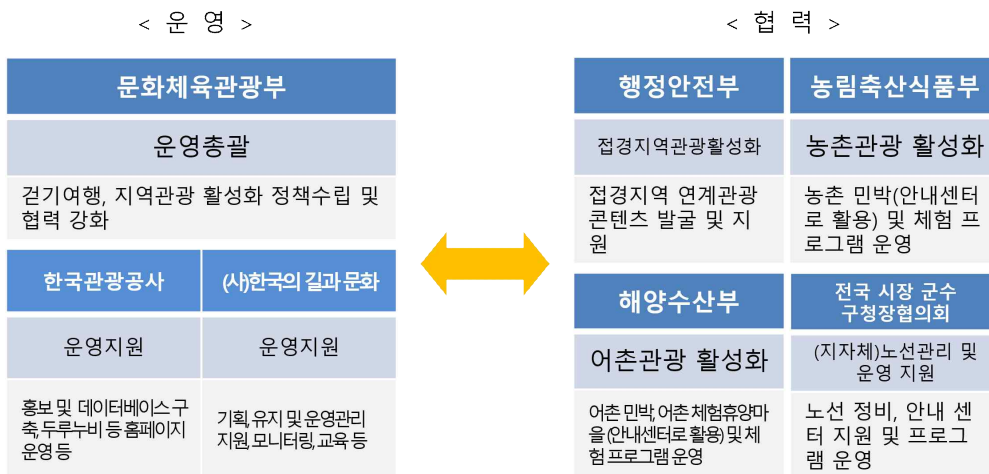 < 운 영 >
문화체육관광부
운영총괄
걷기여행, 지역관광 활성화 정책수립 및
협력 강화
한국관광공사
운영지원
홍보 및 데이터베이스 구
축, 두루누비 등 홈페이지
운영 등
(사)한국의 길과 문화
운영지원
기획, 유지 및 운영관리
지원, 모니터링, 교육 등
< 협 력 >
행정안전부
접경지역관광활성화
접경지역 연계관광
콘텐츠 발굴 및 지
원
농림축산식품부
농촌관광 활성화
농촌 민박(안내센터
로 활용) 및 체험 프
로그램 운영
해양수산부
어촌관광 활성화
어촌 민박, 어촌 체험휴양마
을(안내센터로 활용) 및 체
험 프로그램 운영
전국 시장 군수
구청장협의회
(지자체)노선관리 및
운영 지원
노선 정비, 안내 센
터 지원 및 프로그
램 운영